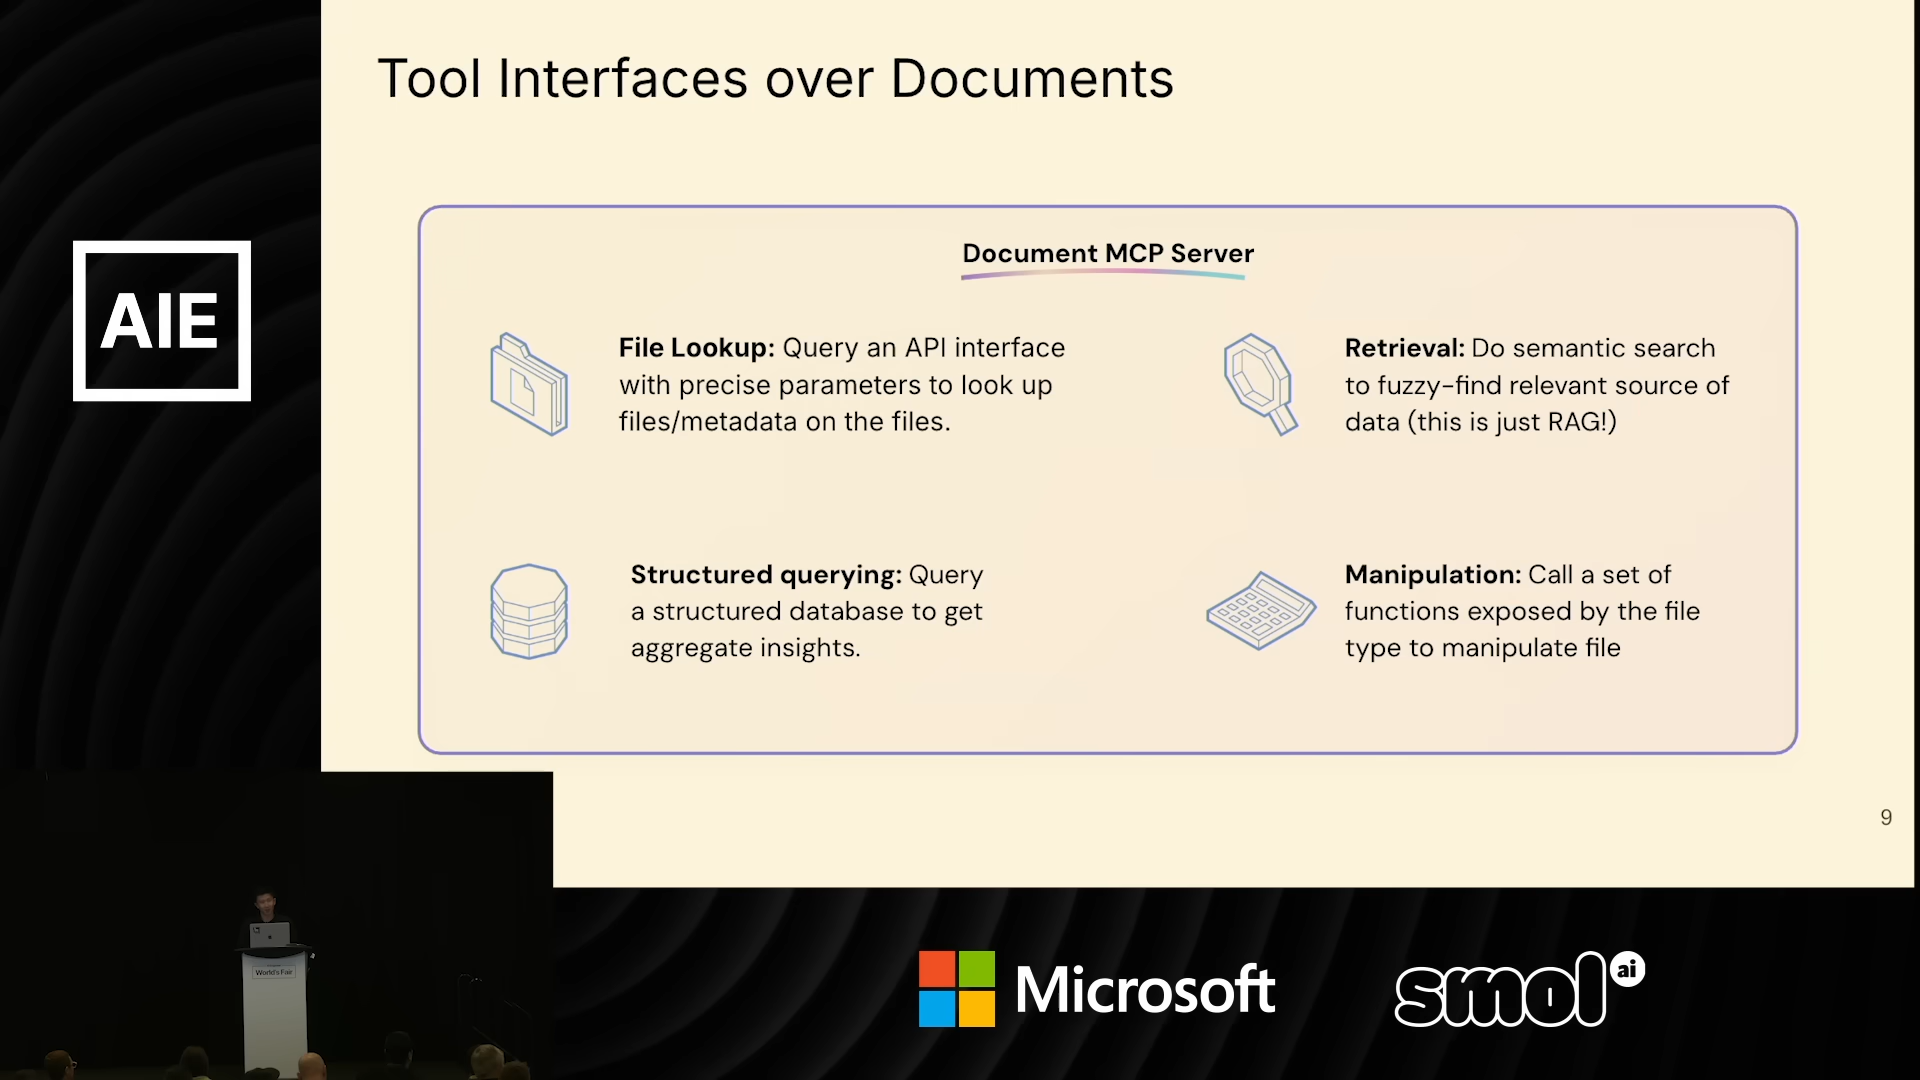 Tool Interfaces over Documents
AIE
Document MCP Server
File Lookup: Query an API interface
with precise parameters to look up
files/metadata on the files.
Retrieval: Do semantic search
to fuzzy-find relevant source of
data (this is just RAG!)
Structured querying: Query
a structured database to get
aggregate insights.
Manipulation: Call a set of
functions exposed by the file
type to manipulate file
9
World's Fair
Microsoft
smol ai